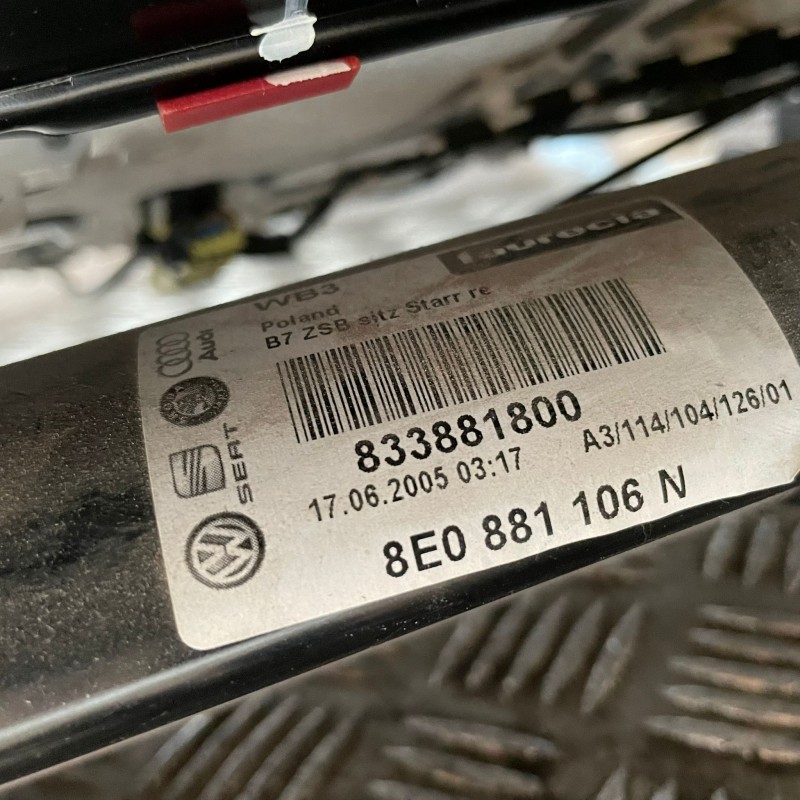 faurecia
WB3
Poland
B7 ZSB sitz Starr re
Audi
SEAT
833881800
17.06.2005 03:17
A3/114/104/126/01
8E0 881 106 N